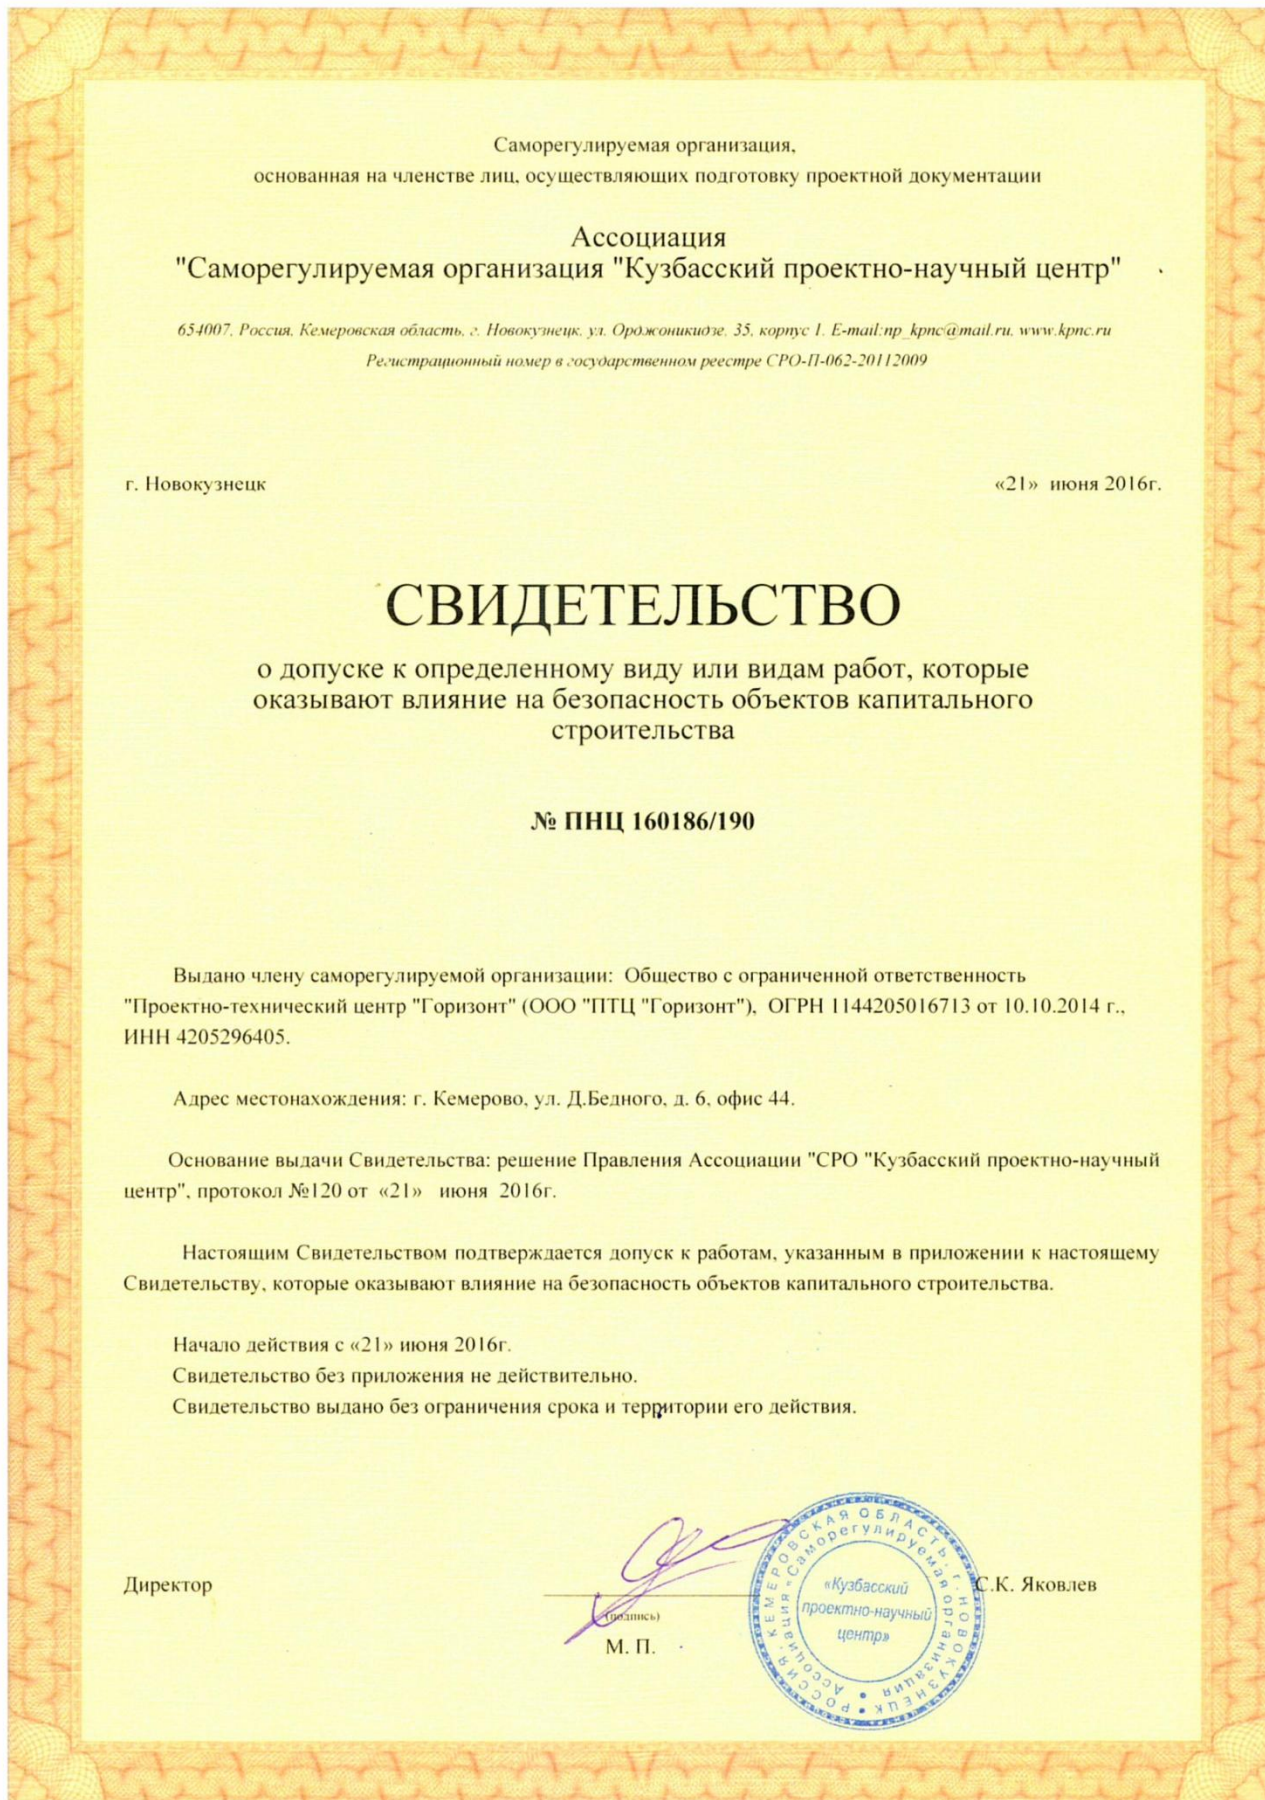 Саморегулируемая организация,
основанная на членстве лиц, осуществляющих подготовку проектной документации
Ассоциация
"Саморегулируемая организация "Кузбасский проектно-научный центр"
654007, Россия, Кемеровская область, г. Новокузнецк, ул. Орджоникидзе, 35, корпус 1. E-mail:np_kpnc@mail.ru. www.kpnc.ru
Регистрационный номер в государственном реестре СРО-П-062-20112009
г. Новокузнецк «21» июня 2016г.
СВИДЕТЕЛЬСТВО
о допуске к определенному виду или видам работ, которые
оказывают влияние на безопасность объектов капитального
строительства
№ ПНЦ 160186/190
Выдано члену саморегулируемой организации: Общество с ограниченной ответственность
"Проектно-технический центр "Горизонт" (ООО "ПТЦ "Горизонт"), ОГРН 1144205016713 от 10.10.2014 г.,
ИНН 4205296405.
Адрес местонахождения: г. Кемерово, ул. Д.Бедного, д. 6, офис 44.
Основание выдачи Свидетельства: решение Правления Ассоциации "СРО "Кузбасский проектно-научный
центр", протокол №120 от «21» июня 2016г.
Настоящим Свидетельством подтверждается допуск к работам, указанным в приложении к настоящему
Свидетельству, которые оказывают влияние на безопасность объектов капитального строительства.
Начало действия с «21» июня 2016г.
Свидетельство без приложения не действительно.
Свидетельство выдано без ограничения срока и территории его действия.
Директор С.К. Яковлев
(подпись)
М. П.
РОССИЯ, КЕМЕРОВСКАЯ ОБЛАСТЬ, г. НОВОКУЗНЕЦК
Ассоциация «Саморегулируемая организация
«Кузбасский
проектно-научный
центр»